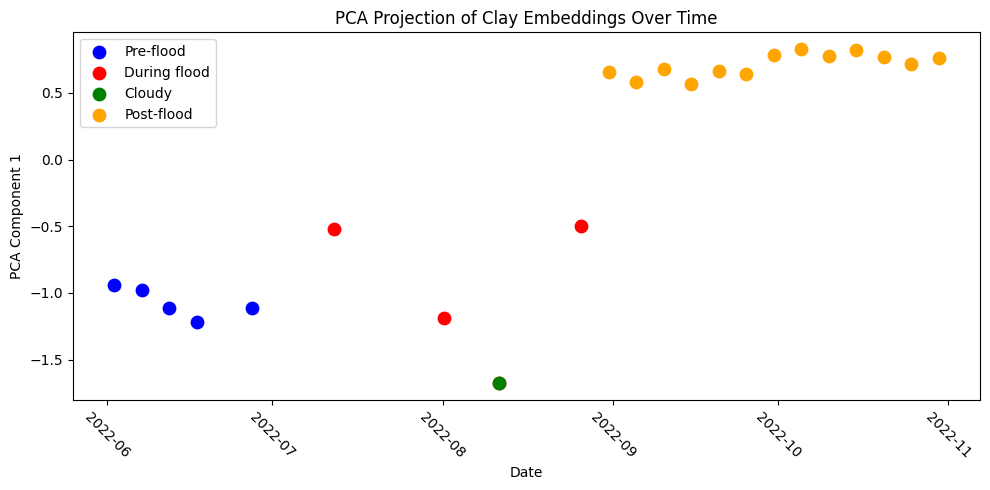 PCA Projection of Clay Embeddings Over Time
Pre-flood
During flood
Cloudy
Post-flood
PCA Component 1
0.5
0.0
−0.5
−1.0
−1.5
2022-06
2022-07
2022-08
2022-09
2022-10
2022-11
Date